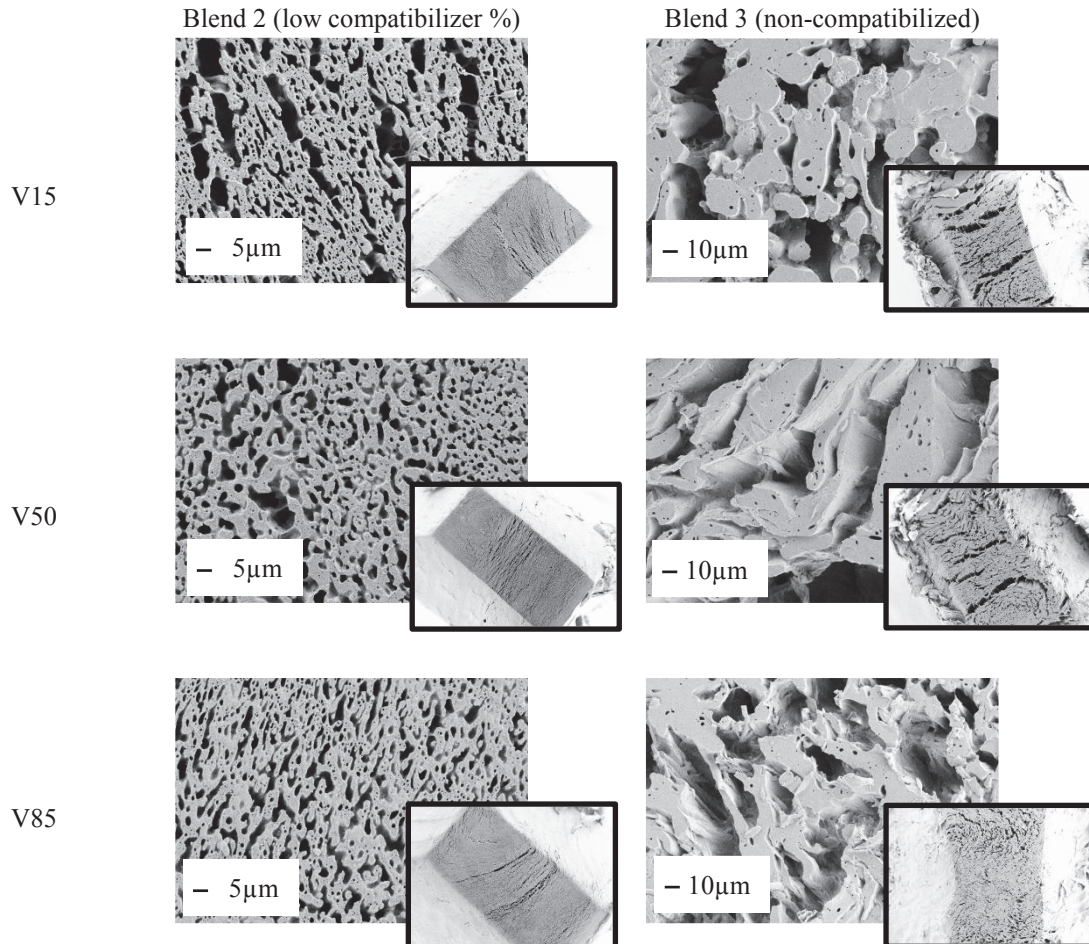 Blend 2 (low compatibilizer %) Blend 3 (non-compatibilized)
V15
5µm
10µm
V50
5µm
10µm
V85
5µm
10µm